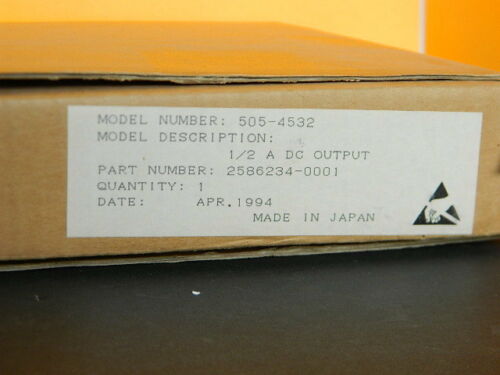 MODEL NUMBER: 505-4532
MODEL DESCRIPTION:
1/2 A DC OUTPUT
PART NUMBER: 2586234-0001
QUANTITY: 1
DATE: APR.1994
MADE IN JAPAN